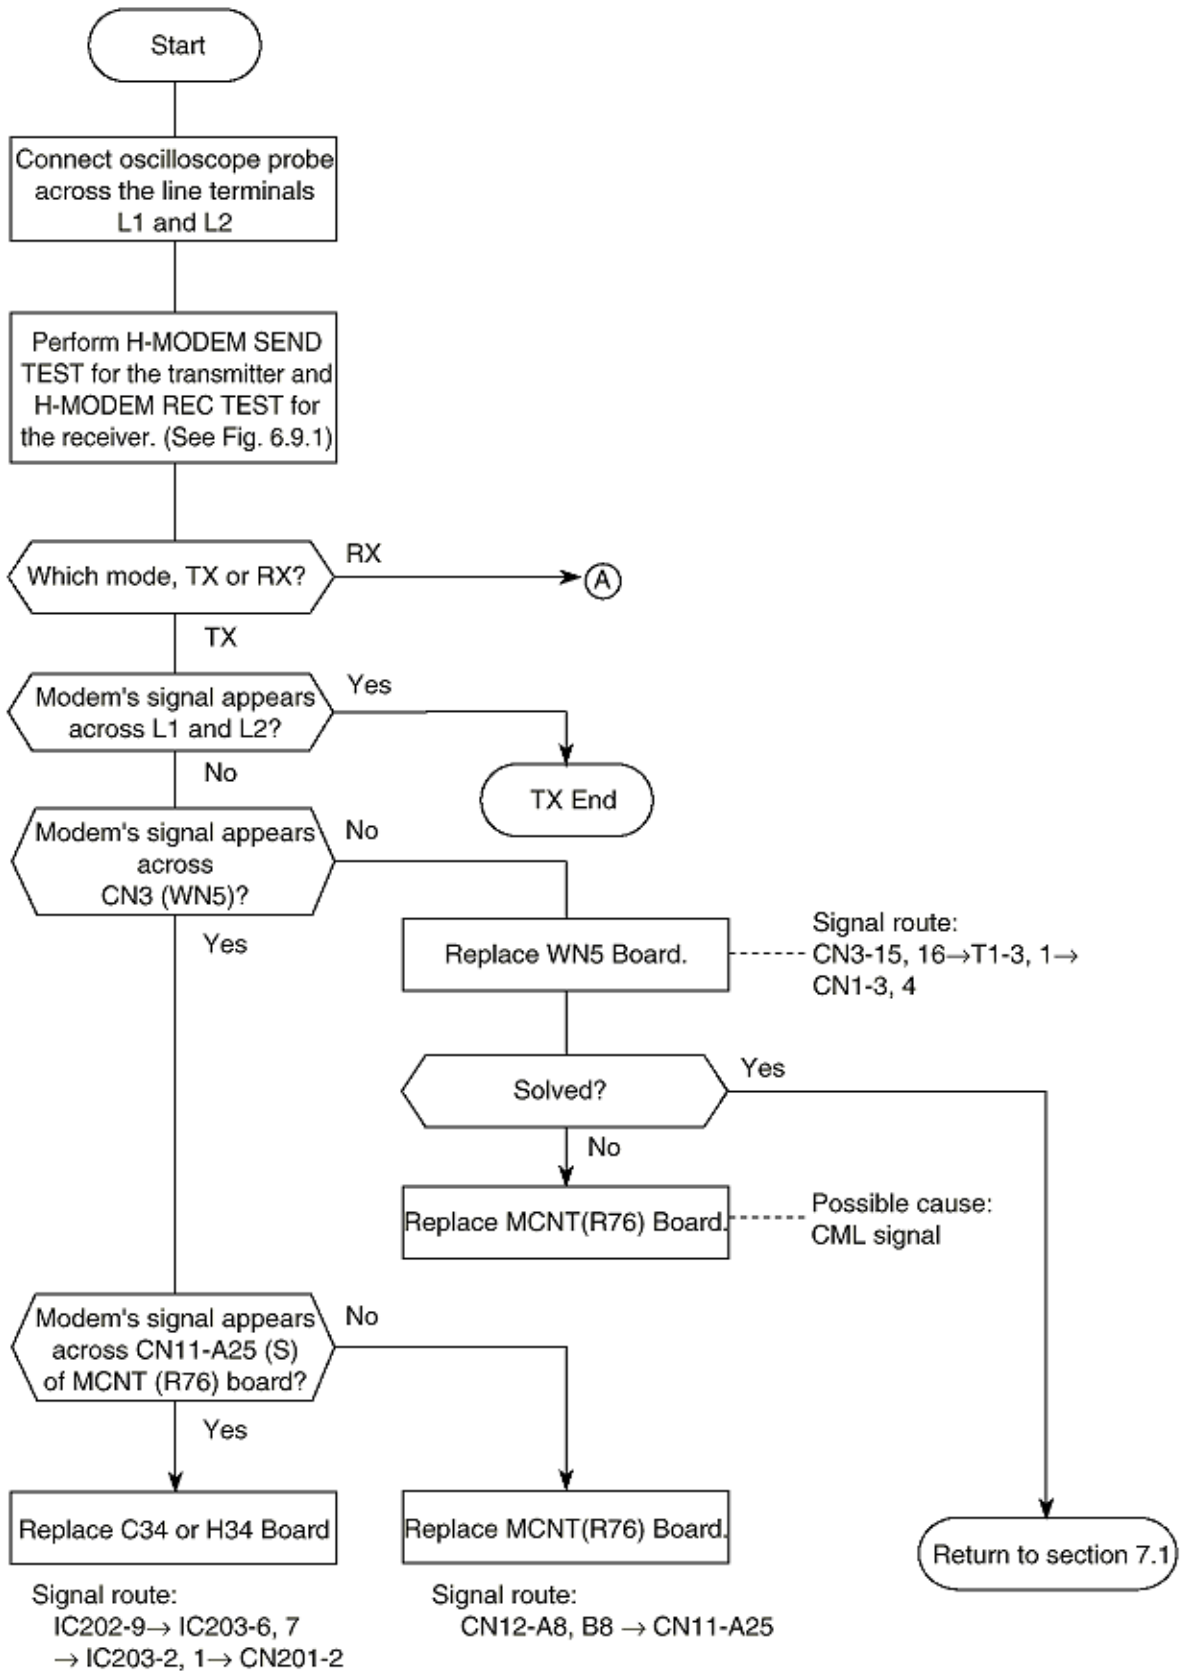 Start
Connect oscilloscope probe
across the line terminals
L1 and L2
Perform H-MODEM SEND
TEST for the transmitter and
H-MODEM REC TEST for
the receiver. (See Fig. 6.9.1)
Which mode, TX or RX?
RX
A
TX
Modem's signal appears
across L1 and L2?
Yes
TX End
No
Modem's signal appears
across
CN3 (WN5)?
No
Yes
Replace WN5 Board.
Signal route:
CN3-15, 16→T1-3, 1→
CN1-3, 4
Solved?
Yes
No
Replace MCNT(R76) Board.
Possible cause:
CML signal
Modem's signal appears
across CN11-A25 (S)
of MCNT (R76) board?
No
Yes
Replace C34 or H34 Board
Replace MCNT(R76) Board.
Return to section 7.1
Signal route:
IC202-9→ IC203-6, 7
→ IC203-2, 1→ CN201-2
Signal route:
CN12-A8, B8 → CN11-A25